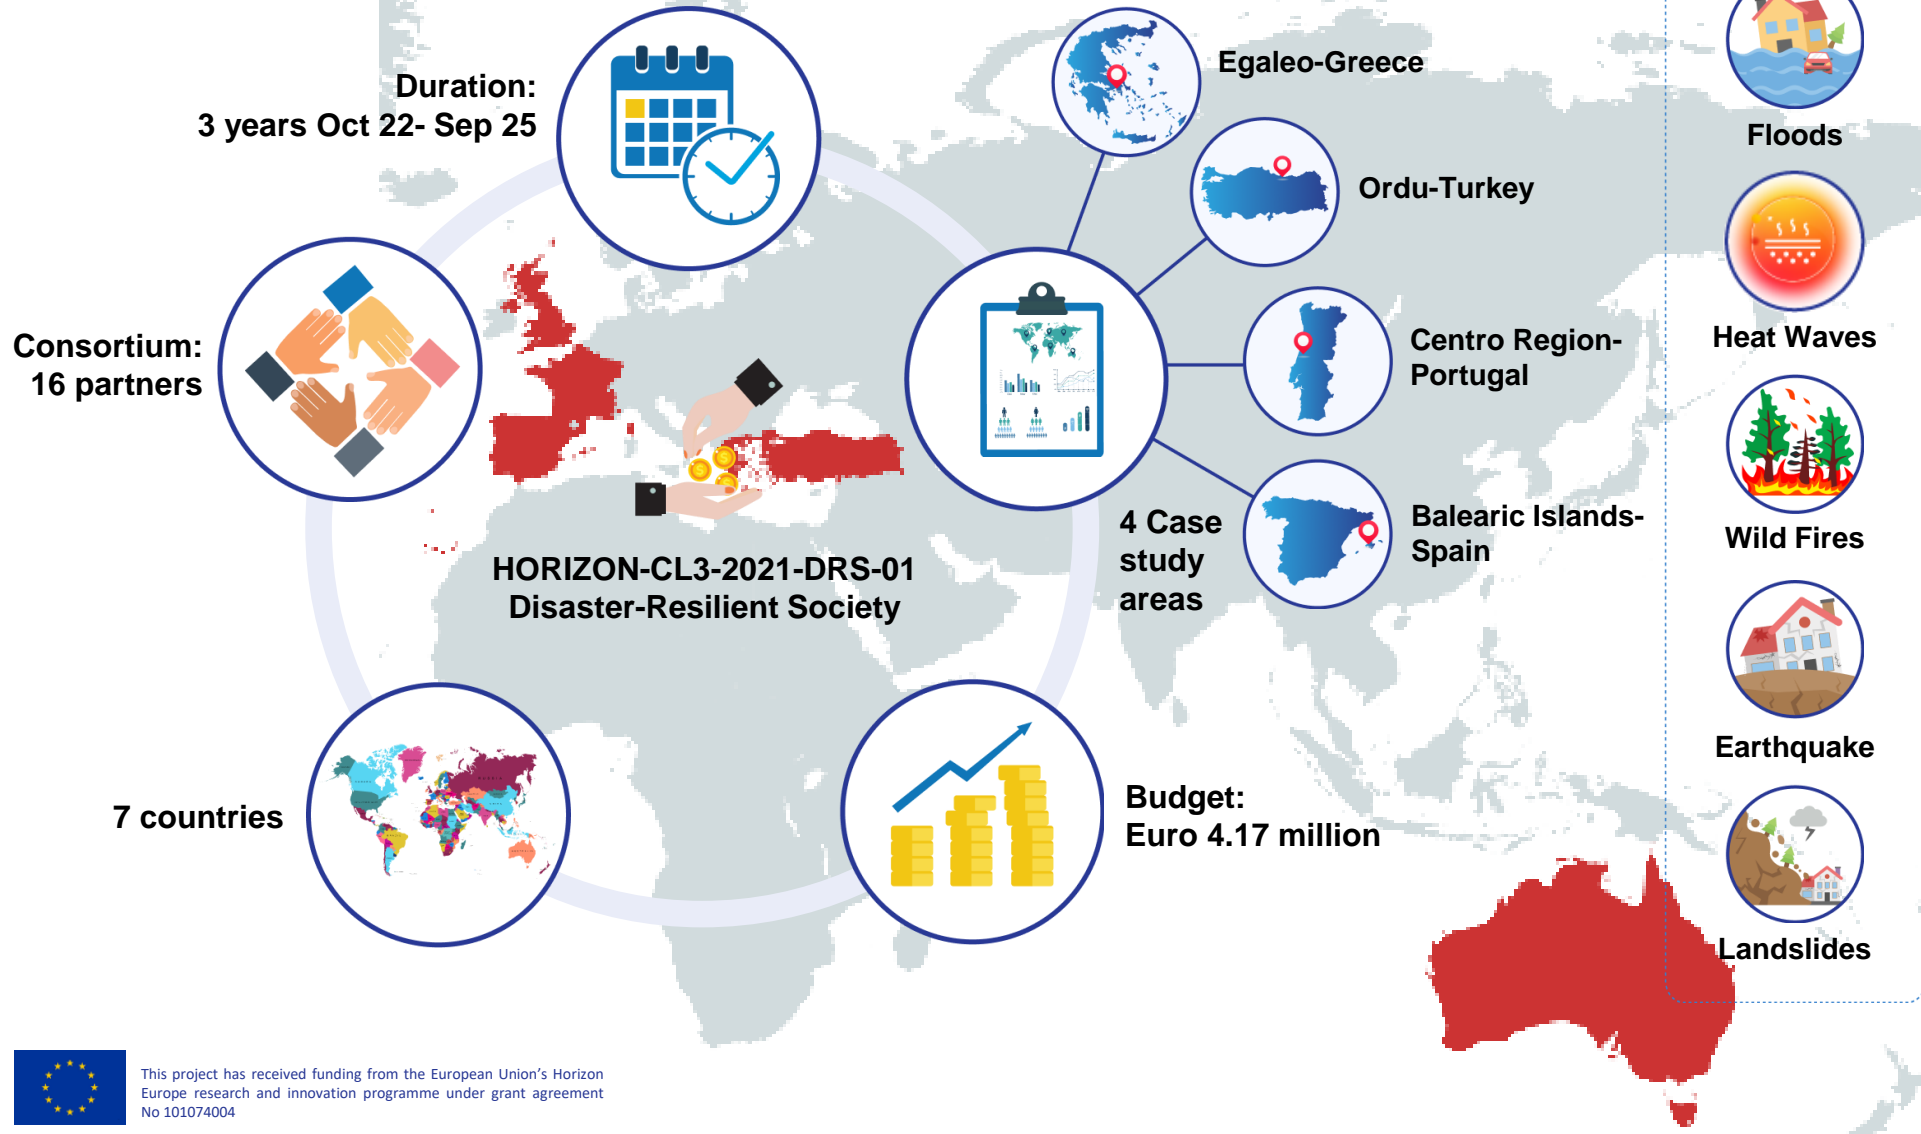 Duration:
3 years Oct 22- Sep 25
Consortium:
16 partners
7 countries
HORIZON-CL3-2021-DRS-01
Disaster-Resilient Society
Budget:
Euro 4.17 million
4 Case
study
areas
Egaleo-Greece
Ordu-Turkey
Centro Region-
Portugal
Balearic Islands-
Spain
Floods
Heat Waves
Wild Fires
Earthquake
Landslides
This project has received funding from the European Union’s Horizon
Europe research and innovation programme under grant agreement
No 101074004